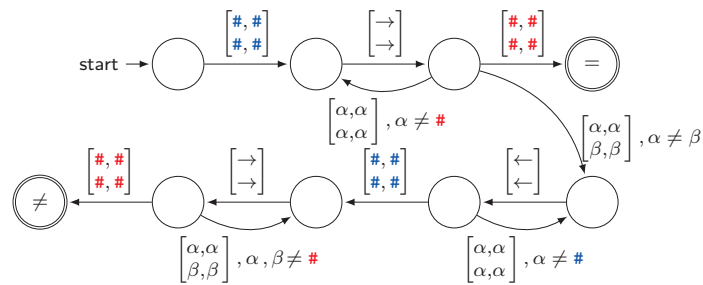 [#, #
#, #]
[→
→]
[#, #
#, #]
start
=
[α,α
α,α] , α ≠ #
[α,α
β,β] , α ≠ β
[#, #
#, #]
[→
→]
[#, #
#, #]
[←
←]
≠
[α,α
β,β] , α , β ≠ #
[α,α
α,α] , α ≠ #